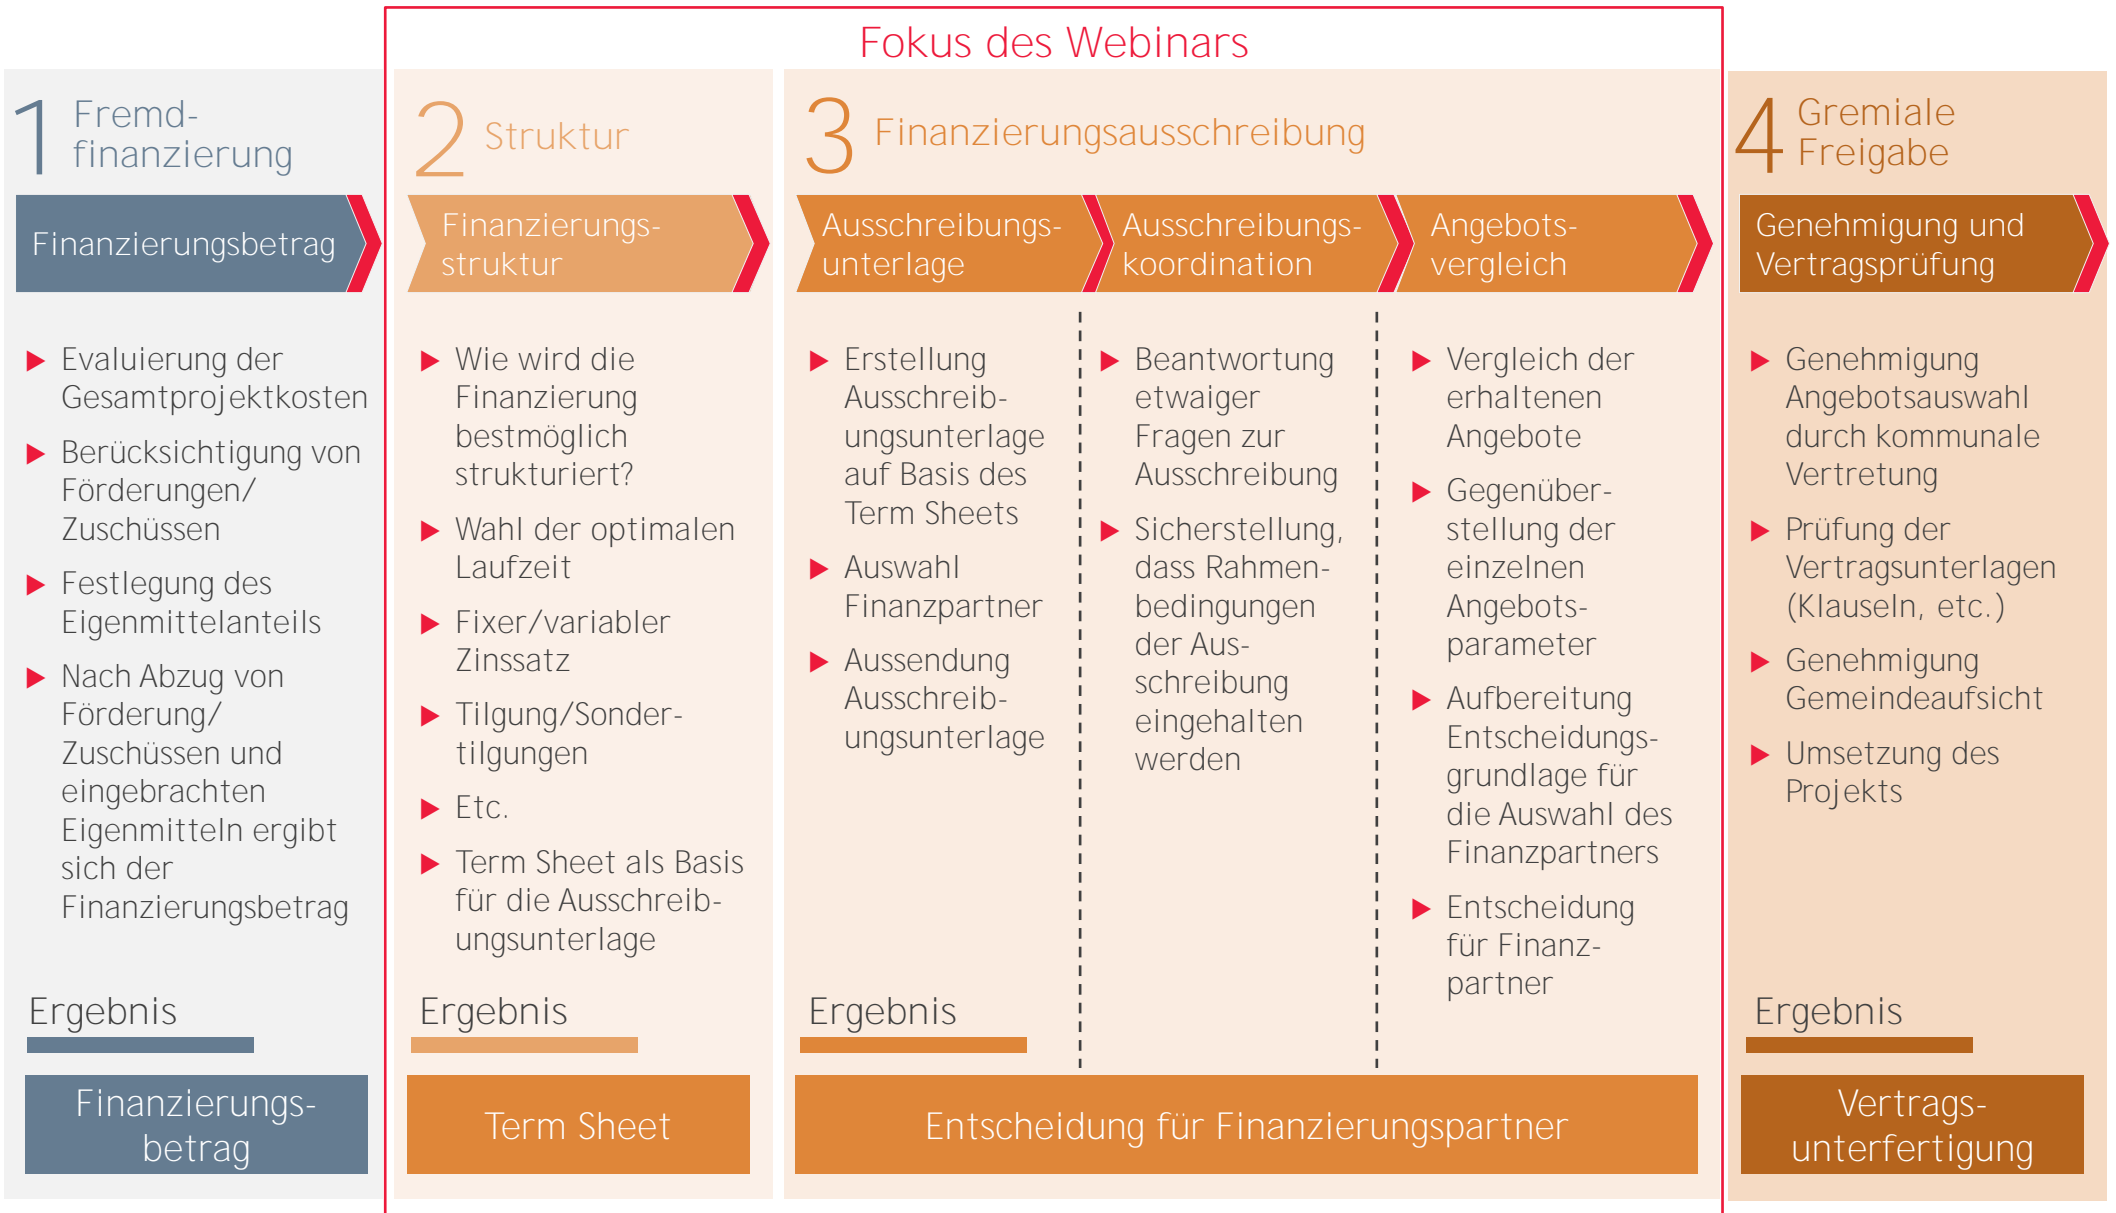 Fokus des Webinars
1 Fremd-
finanzierung
Finanzierungsbetrag
Evaluierung der
Gesamtprojektkosten
Berücksichtigung von
Förderungen/
Zuschüssen
Festlegung des
Eigenmittelanteils
Nach Abzug von
Förderung/
Zuschüssen und
eingebrachten
Eigenmitteln ergibt
sich der
Finanzierungsbetrag
Ergebnis
Finanzierungs-
betrag
2 Struktur
Finanzierungs-
struktur
Wie wird die
Finanzierung
bestmöglich
strukturiert?
Wahl der optimalen
Laufzeit
Fixer/variabler
Zinssatz
Tilgung/Sonder-
tilgungen
Etc.
Term Sheet als Basis
für die Ausschreib-
ungsunterlage
Ergebnis
Term Sheet
3 Finanzierungsausschreibung
Ausschreibungs-
unterlage
Erstellung
Ausschreib-
ungsunterlage
auf Basis des
Term Sheets
Auswahl
Finanzpartner
Aussendung
Ausschreib-
ungsunterlage
Ausschreibungs-
koordination
Beantwortung
etwaiger
Fragen zur
Ausschreibung
Sicherstellung,
dass Rahmen-
bedingungen
der Aus-
schreibung
eingehalten
werden
Angebots-
vergleich
Vergleich der
erhaltenen
Angebote
Gegenüber-
stellung der
einzelnen
Angebots-
parameter
Aufbereitung
Entscheidungs-
grundlage für
die Auswahl des
Finanzpartners
Entscheidung
für Finanz-
partner
Ergebnis
Entscheidung für Finanzierungspartner
4 Gremiale
Freigabe
Genehmigung und
Vertragsprüfung
Genehmigung
Angebotsauswahl
durch kommunale
Vertretung
Prüfung der
Vertragsunterlagen
(Klauseln, etc.)
Genehmigung
Gemeindeaufsicht
Umsetzung des
Projekts
Ergebnis
Vertrags-
unterfertigung